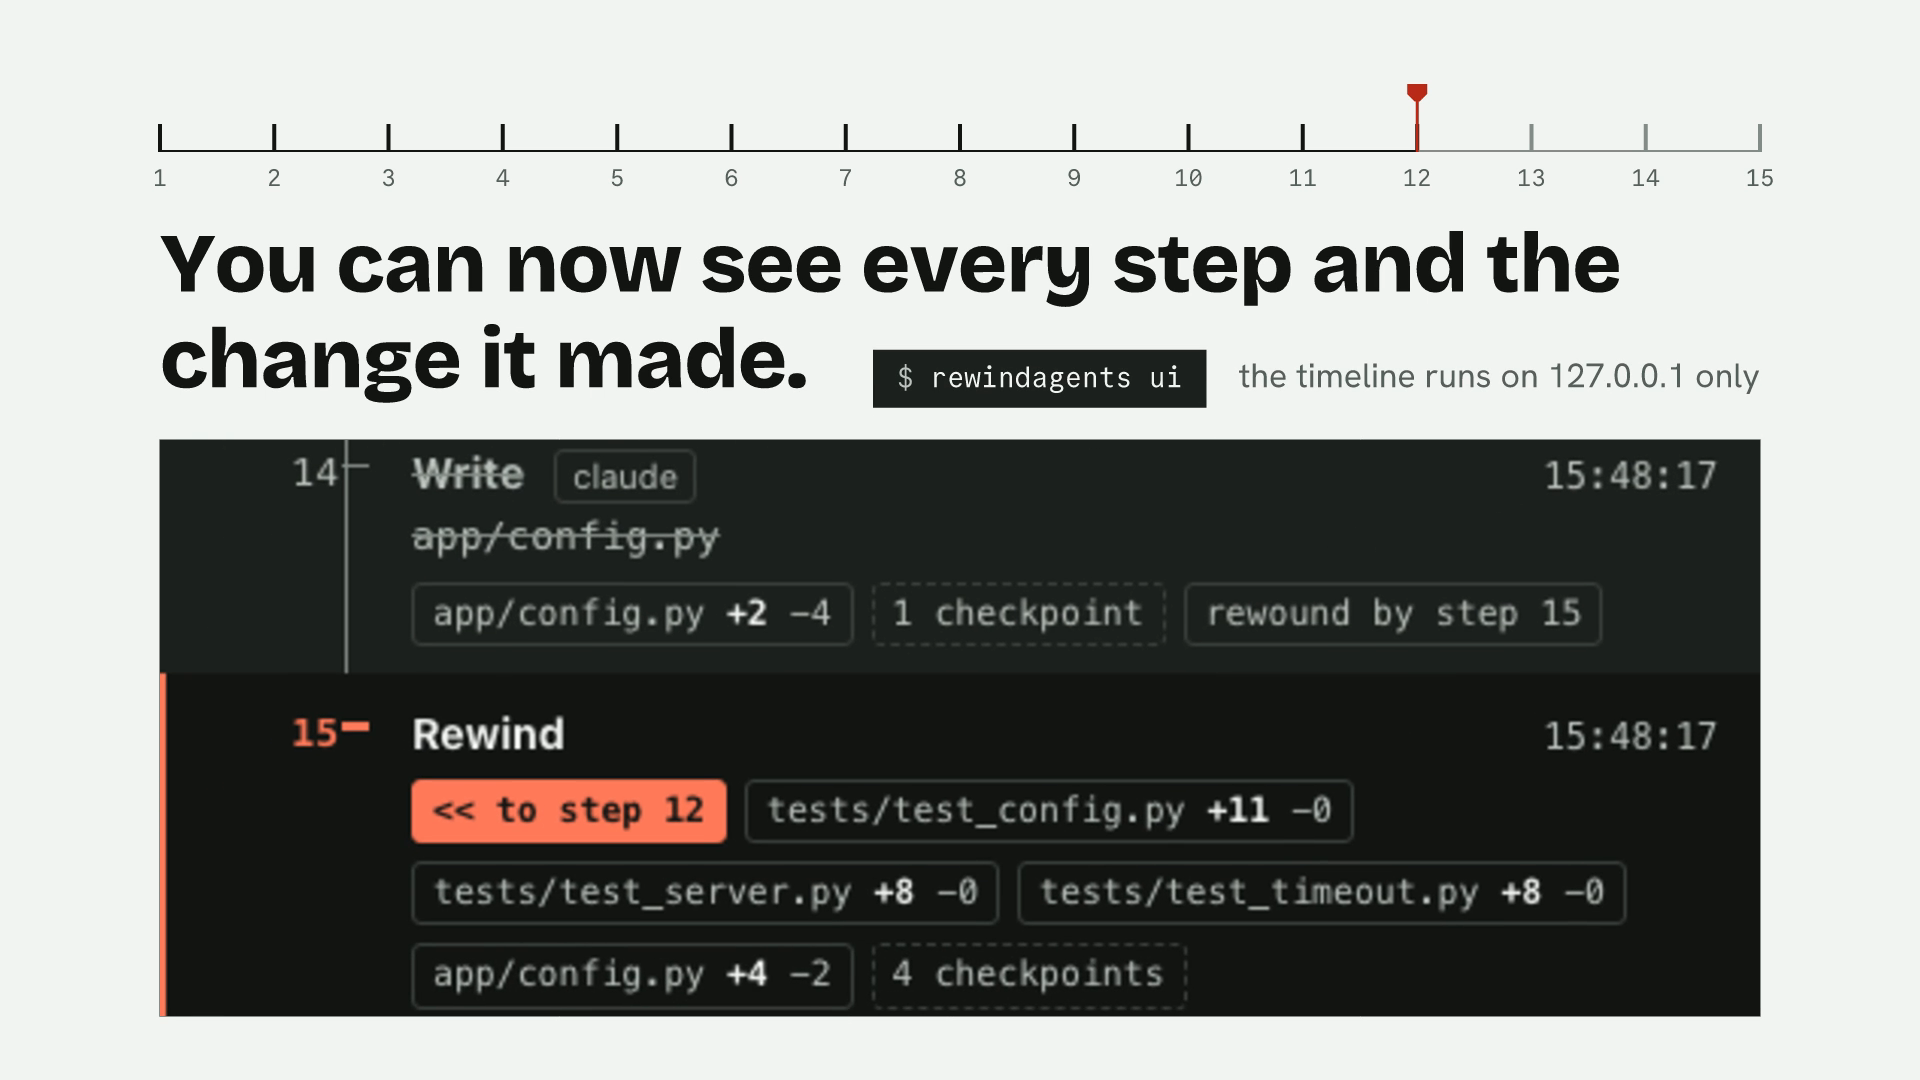 1 2 3 4 5 6 7 8 9 10 11 12 13 14 15
You can now see every step and the
change it made.
$ rewindagents ui
the timeline runs on 127.0.0.1 only
14 Write claude 15:48:17
app/config.py
app/config.py +2 −4 1 checkpoint rewound by step 15
15 Rewind 15:48:17
<< to step 12 tests/test_config.py +11 −0
tests/test_server.py +8 −0 tests/test_timeout.py +8 −0
app/config.py +4 −2 4 checkpoints